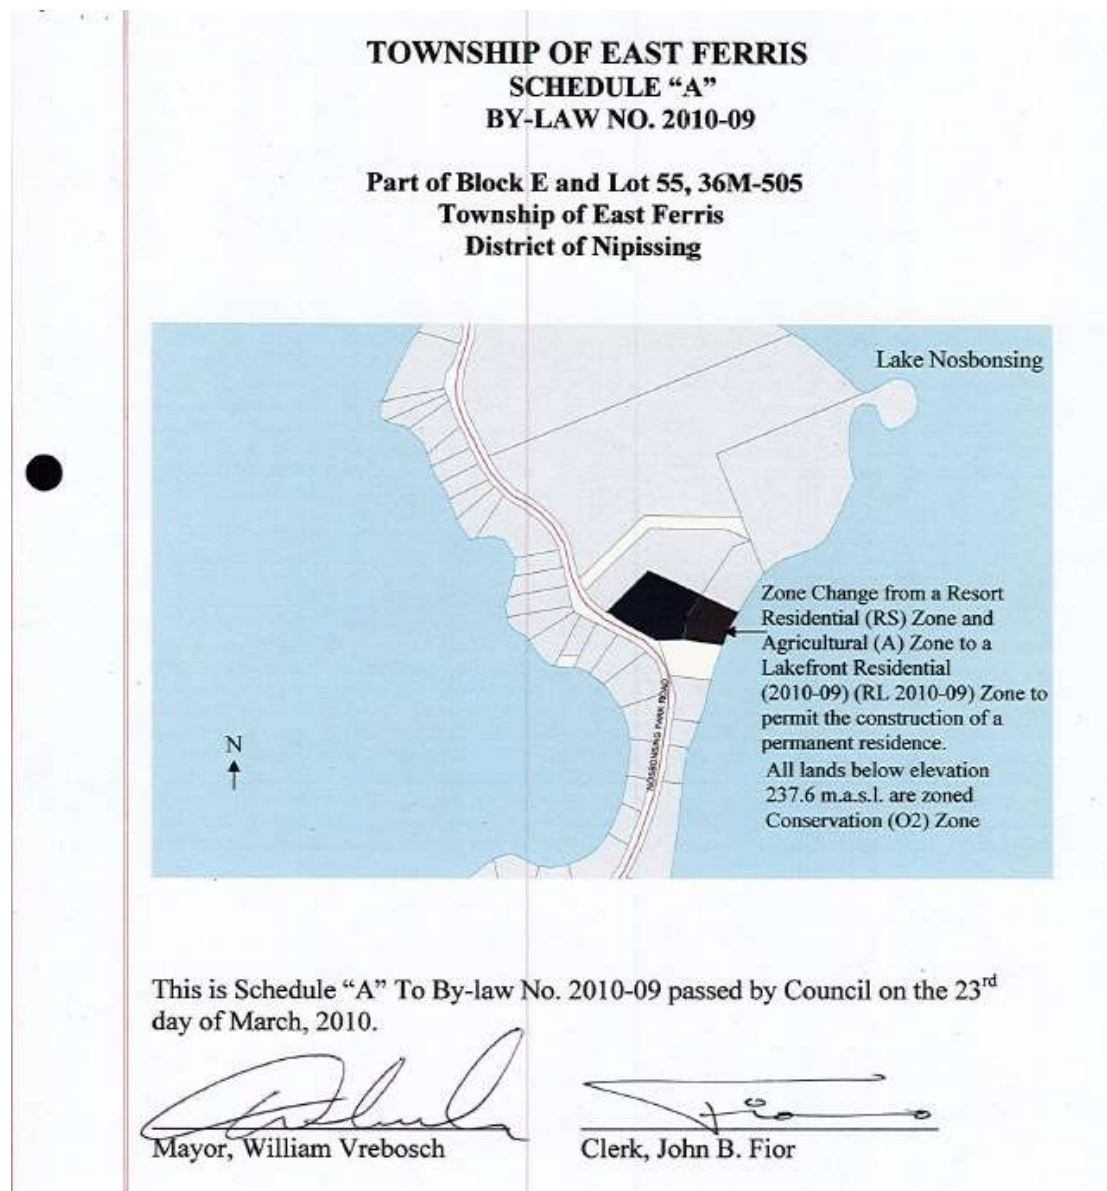 TOWNSHIP OF EAST FERRIS
SCHEDULE “A”
BY-LAW NO. 2010-09
Part of Block E and Lot 55, 36M-505
Township of East Ferris
District of Nipissing
Lake Nosbonsing
Zone Change from a Resort
Residential (RS) Zone and
Agricultural (A) Zone to a
Lakefront Residential
(2010-09) (RL 2010-09) Zone to
permit the construction of a
permanent residence.
All lands below elevation
237.6 m.a.s.l. are zoned
Conservation (O2) Zone
NOSBONSING PARK ROAD
N
This is Schedule “A” To By-law No. 2010-09 passed by Council on the 23rd
day of March, 2010.
Mayor, William Vrebosch
Clerk, John B. Fior